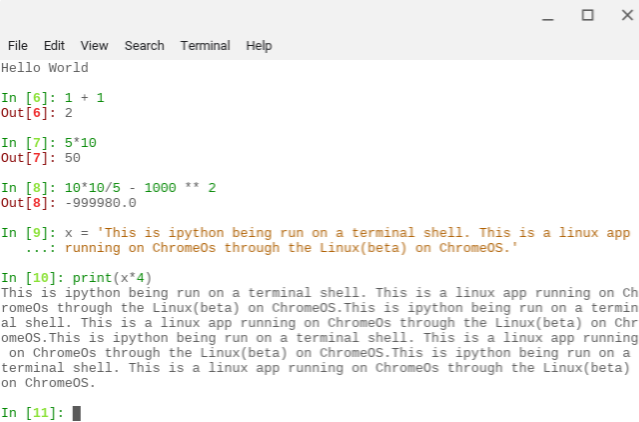 File Edit View Search Terminal Help
Hello World
In [6]: 1 + 1
Out[6]: 2
In [7]: 5*10
Out[7]: 50
In [8]: 10*10/5 - 1000 ** 2
Out[8]: -999980.0
In [9]: x = 'This is ipython being run on a terminal shell. This is a linux app
...: running on ChromeOs through the Linux(beta) on ChromeOS.'
In [10]: print(x*4)
This is ipython being run on a terminal shell. This is a linux app running on Ch
romeOs through the Linux(beta) on ChromeOS.This is ipython being run on a termin
al shell. This is a linux app running on ChromeOs through the Linux(beta) on Chr
omeOS.This is ipython being run on a terminal shell. This is a linux app running
on ChromeOs through the Linux(beta) on ChromeOS.This is ipython being run on a
terminal shell. This is a linux app running on ChromeOs through the Linux(beta)
on ChromeOS.
In [11]: